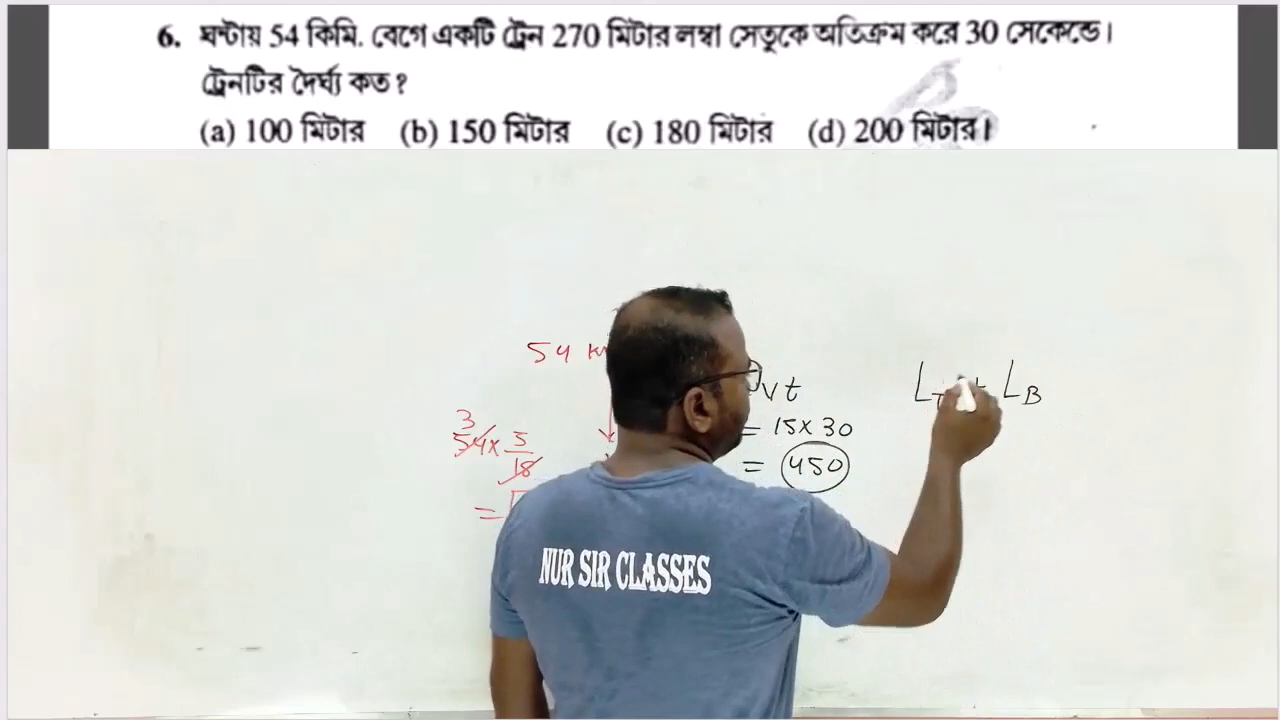 6. ঘন্টায় 54 কিমি. বেগে একটি ট্রেন 270 মিটার লম্বা সেতুকে অতিক্রম করে 30 সেকেন্ডে।
ট্রেনটির দৈর্ঘ্য কত?
(a) 100 মিটার (b) 150 মিটার (c) 180 মিটার (d) 200 মিটার।
54
vt
L + L_B
3
54 x 5/18
= 15 x 30
= 450
=
NUR SIR CLASSES